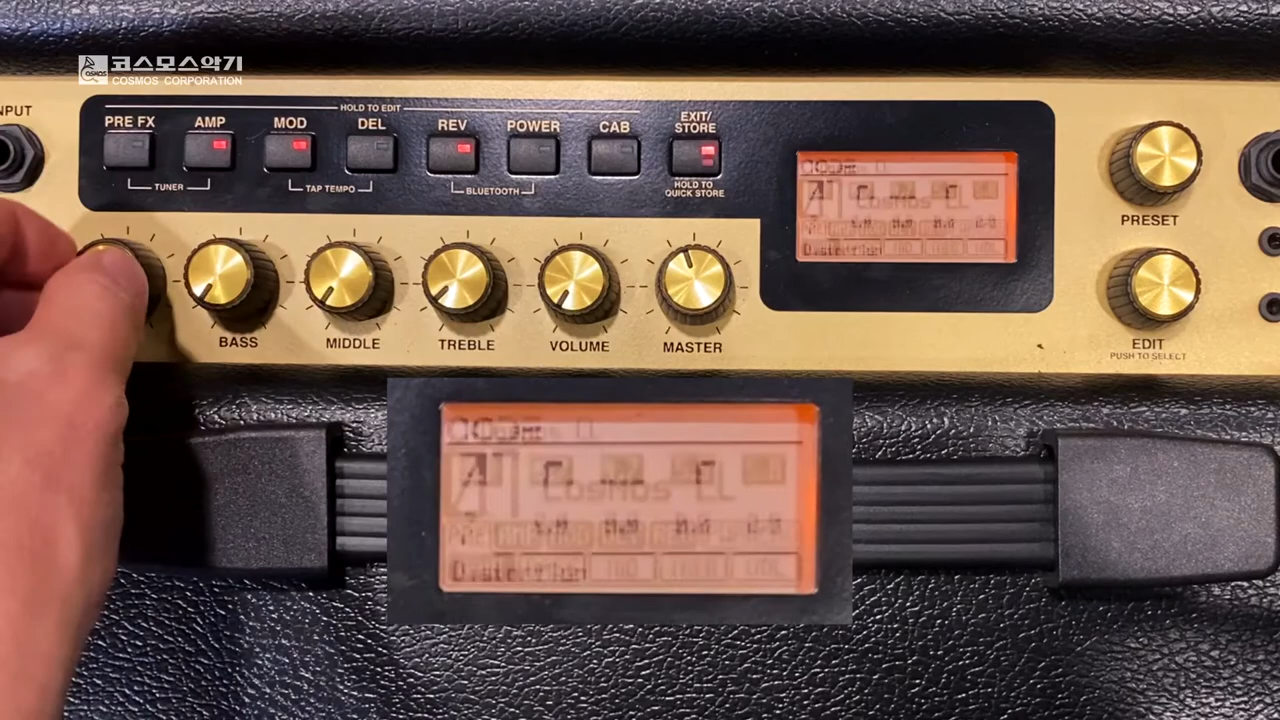 코스모스악기
COSMOS CORPORATION
HOLD TO EDIT
PRE FX AMP MOD DEL REV POWER CAB EXIT/
STORE
TUNER TAP TEMPO BLUETOOTH HOLD TO
QUICK STORE
BASS MIDDLE TREBLE VOLUME MASTER
PRESET
EDIT
PUSH TO SELECT
Cosmos CL